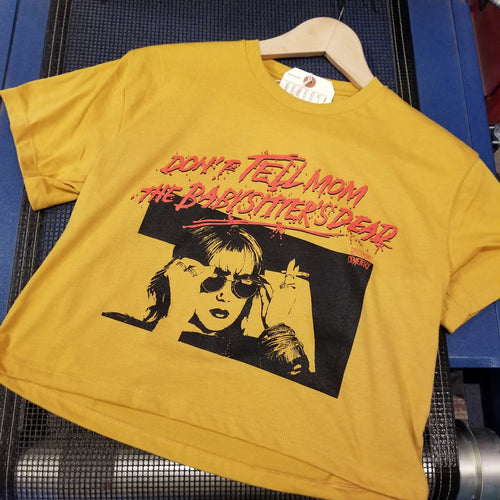 DON'T TELL MOM
THE BABYSITTER'S DEAD